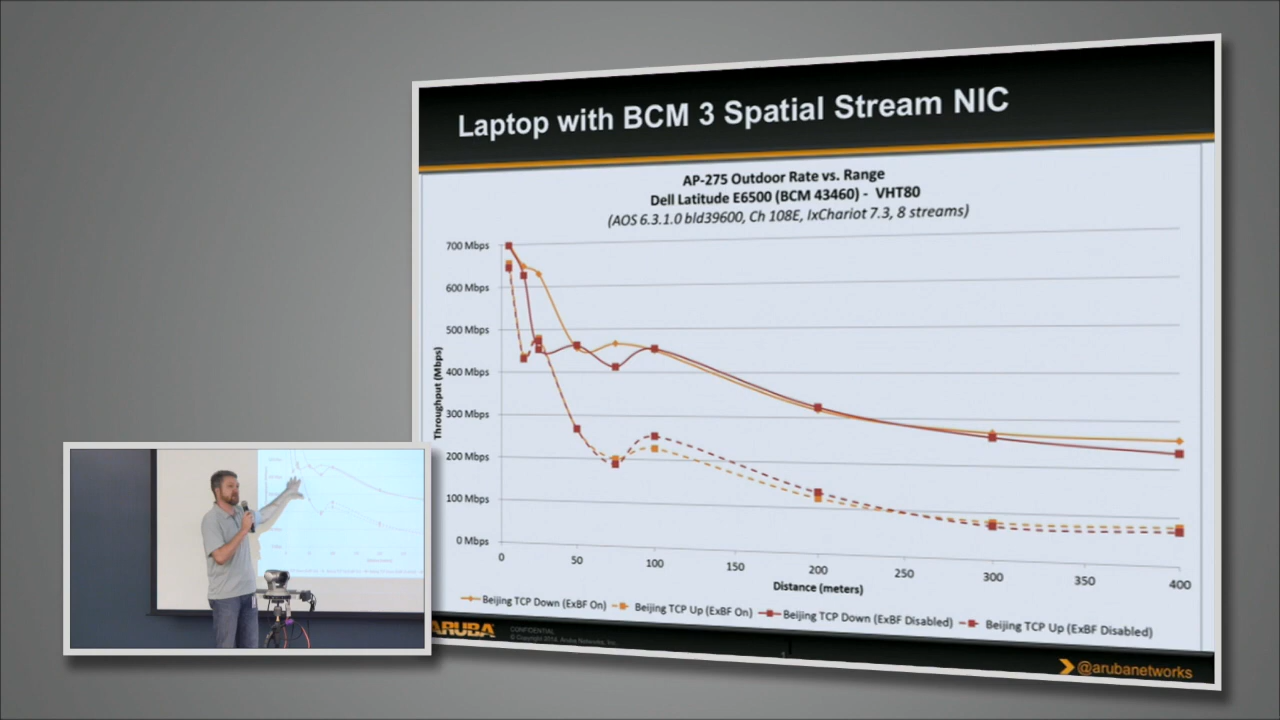 Laptop with BCM 3 Spatial Stream NIC
AP-275 Outdoor Rate vs. Range
Dell Latitude E6500 (BCM 43460) - VHT80
(AOS 6.3.1.0 bld39600, Ch 108E, IxChariot 7.3, 8 streams)
700 Mbps
600 Mbps
500 Mbps
400 Mbps
300 Mbps
200 Mbps
100 Mbps
0 Mbps
Throughput (Mbps)
0 50 100 150 200 250 300 350 400
Distance (meters)
Beijing TCP Down (ExBF On) Beijing TCP Up (ExBF On) Beijing TCP Down (ExBF Disabled) Beijing TCP Up (ExBF Disabled)
ARUBA
CONFIDENTIAL
© Copyright 2014. Aruba Networks, Inc.
1
@arubanetworks